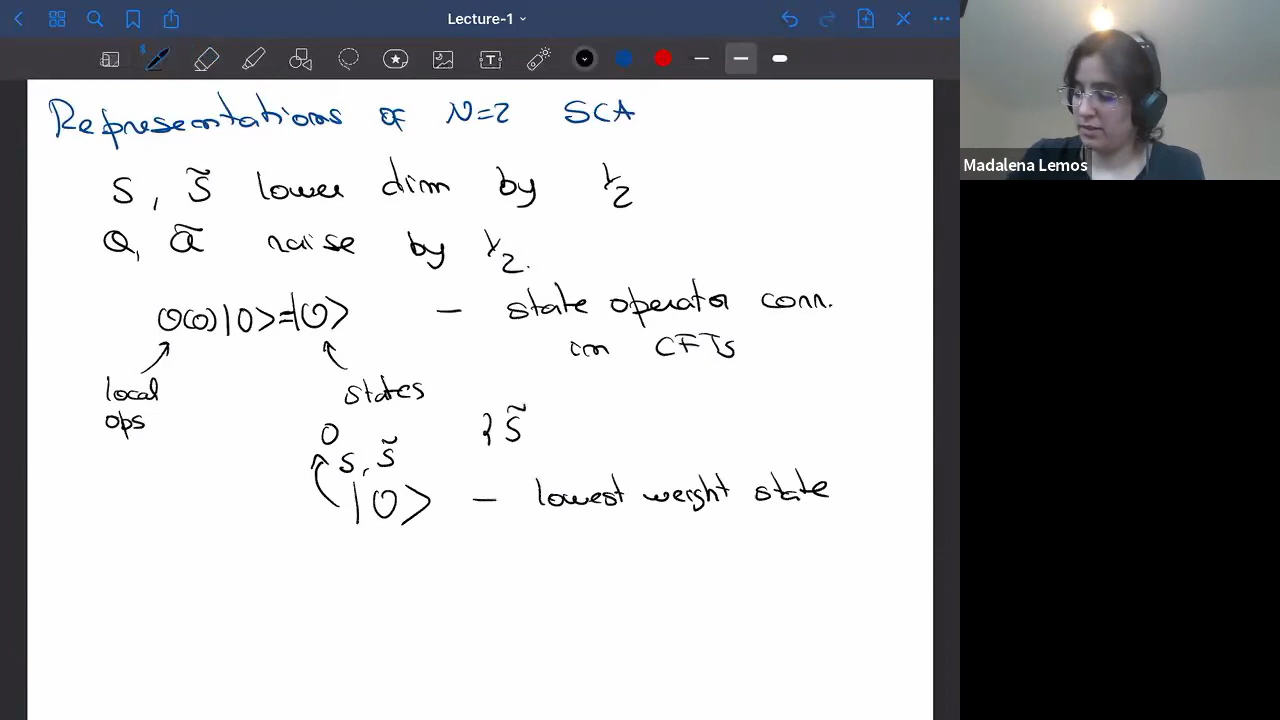 Lecture-1
Madalena Lemos
Representations of N=2 SCA
S, S̃ lower dim by 1/2
Q, Q̃ raise by 1/2.
O(0)|0>=|O> — state operator corr.
in CFTs
local
ops
states
0
S, S̃ } S̃
|O> — lowest weight state